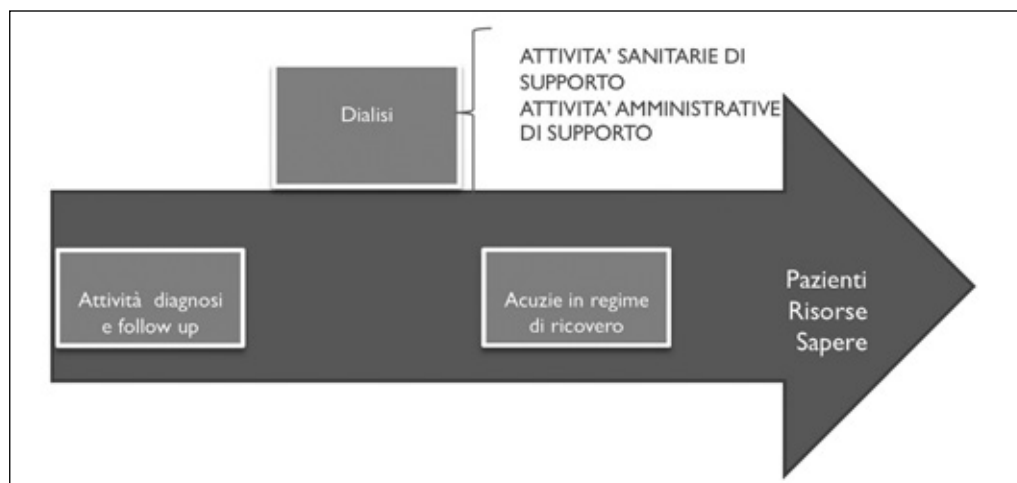 Dialisi
ATTIVITA' SANITARIE DI
SUPPORTO
ATTIVITA' AMMINISTRATIVE
DI SUPPORTO
Attività diagnosi
e follow up
Acuzie in regime
di ricovero
Pazienti
Risorse
Sapere